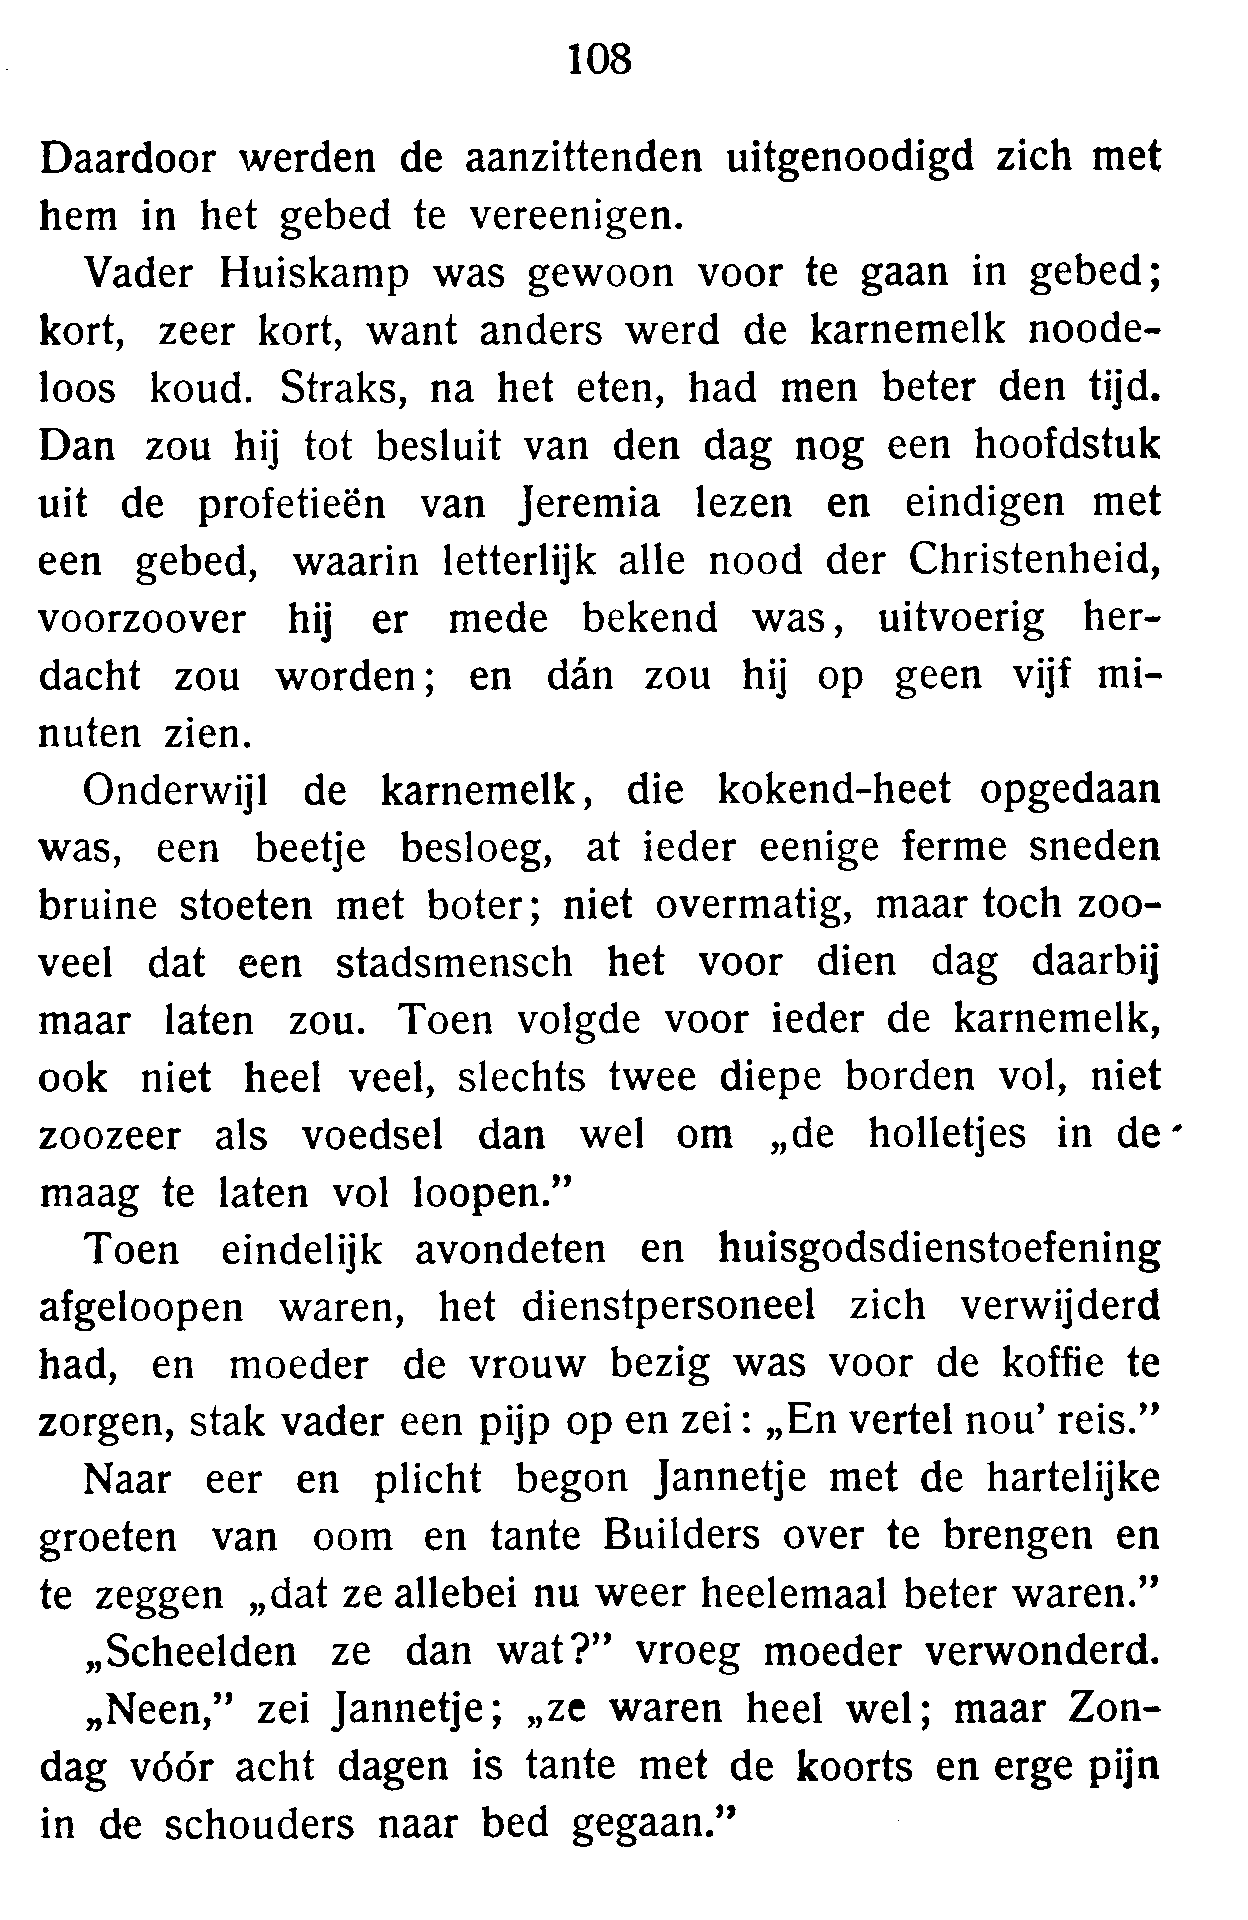 108
Daardoor werden de aanzittenden uitgenoodigd zich met
hem in het gebed te vereenigen.
Vader Huiskamp was gewoon voor te gaan in gebed;
kort, zeer kort, want anders werd de karnemelk noode-
loos koud. Straks, na het eten, had men beter den tijd.
Dan zou hij tot besluit van den dag nog een hoofdstuk
uit de profetieën van Jeremia lezen en eindigen met
een gebed, waarin letterlijk alle nood der Christenheid,
voorzoover hij er mede bekend was, uitvoerig her-
dacht zou worden; en dán zou hij op geen vijf mi-
nuten zien.
Onderwijl de karnemelk, die kokend-heet opgedaan
was, een beetje besloeg, at ieder eenige ferme sneden
bruine stoeten met boter; niet overmatig, maar toch zoo-
veel dat een stadsmensch het voor dien dag daarbij
maar laten zou. Toen volgde voor ieder de karnemelk,
ook niet heel veel, slechts twee diepe borden vol, niet
zoozeer als voedsel dan wel om „de holletjes in de
maag te laten vol loopen.”
Toen eindelijk avondeten en huisgodsdienstoefening
afgeloopen waren, het dienstpersoneel zich verwijderd
had, en moeder de vrouw bezig was voor de koffie te
zorgen, stak vader een pijp op en zei: „En vertel nou' reis.”
Naar eer en plicht begon Jannetje met de hartelijke
groeten van oom en tante Builders over te brengen en
te zeggen „dat ze allebei nu weer heelemaal beter waren.”
„Scheelden ze dan wat?” vroeg moeder verwonderd.
„Neen,” zei Jannetje; „ze waren heel wel; maar Zon-
dag vóór acht dagen is tante met de koorts en erge pijn
in de schouders naar bed gegaan.”